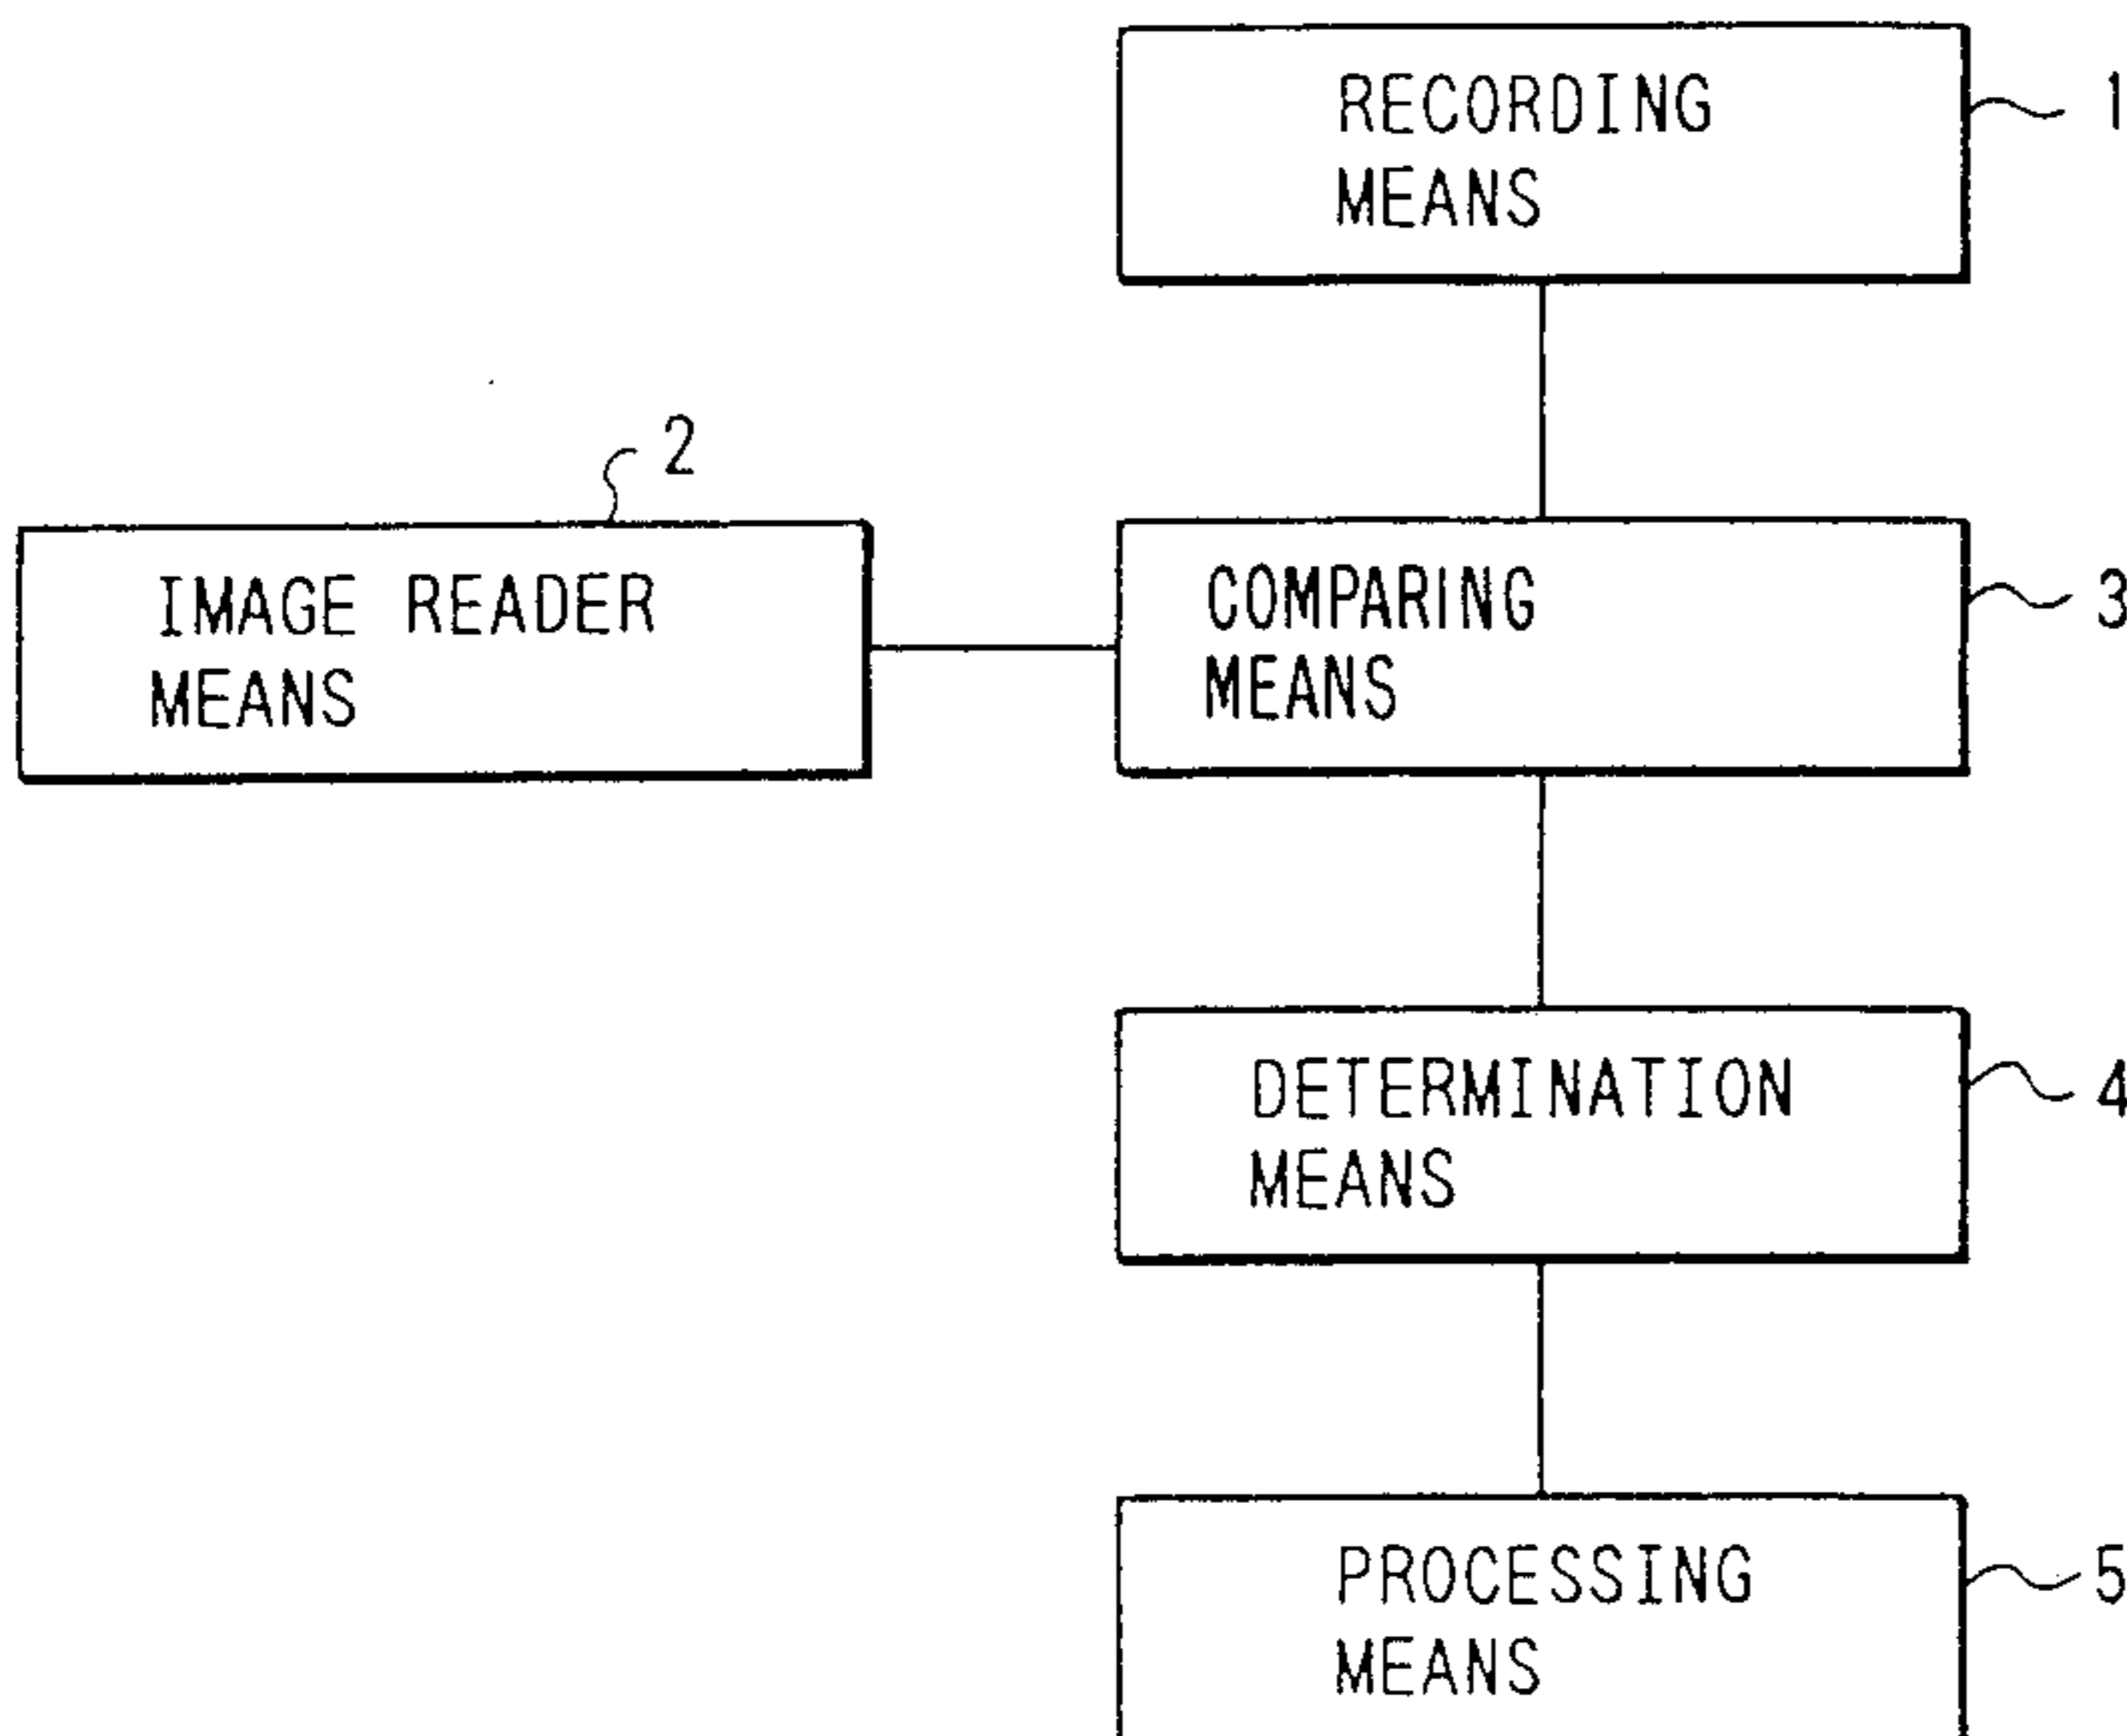 RECORDING
MEANS
1
2
IMAGE READER
MEANS
COMPARING
MEANS
3
DETERMINATION
MEANS
4
PROCESSING
MEANS
5